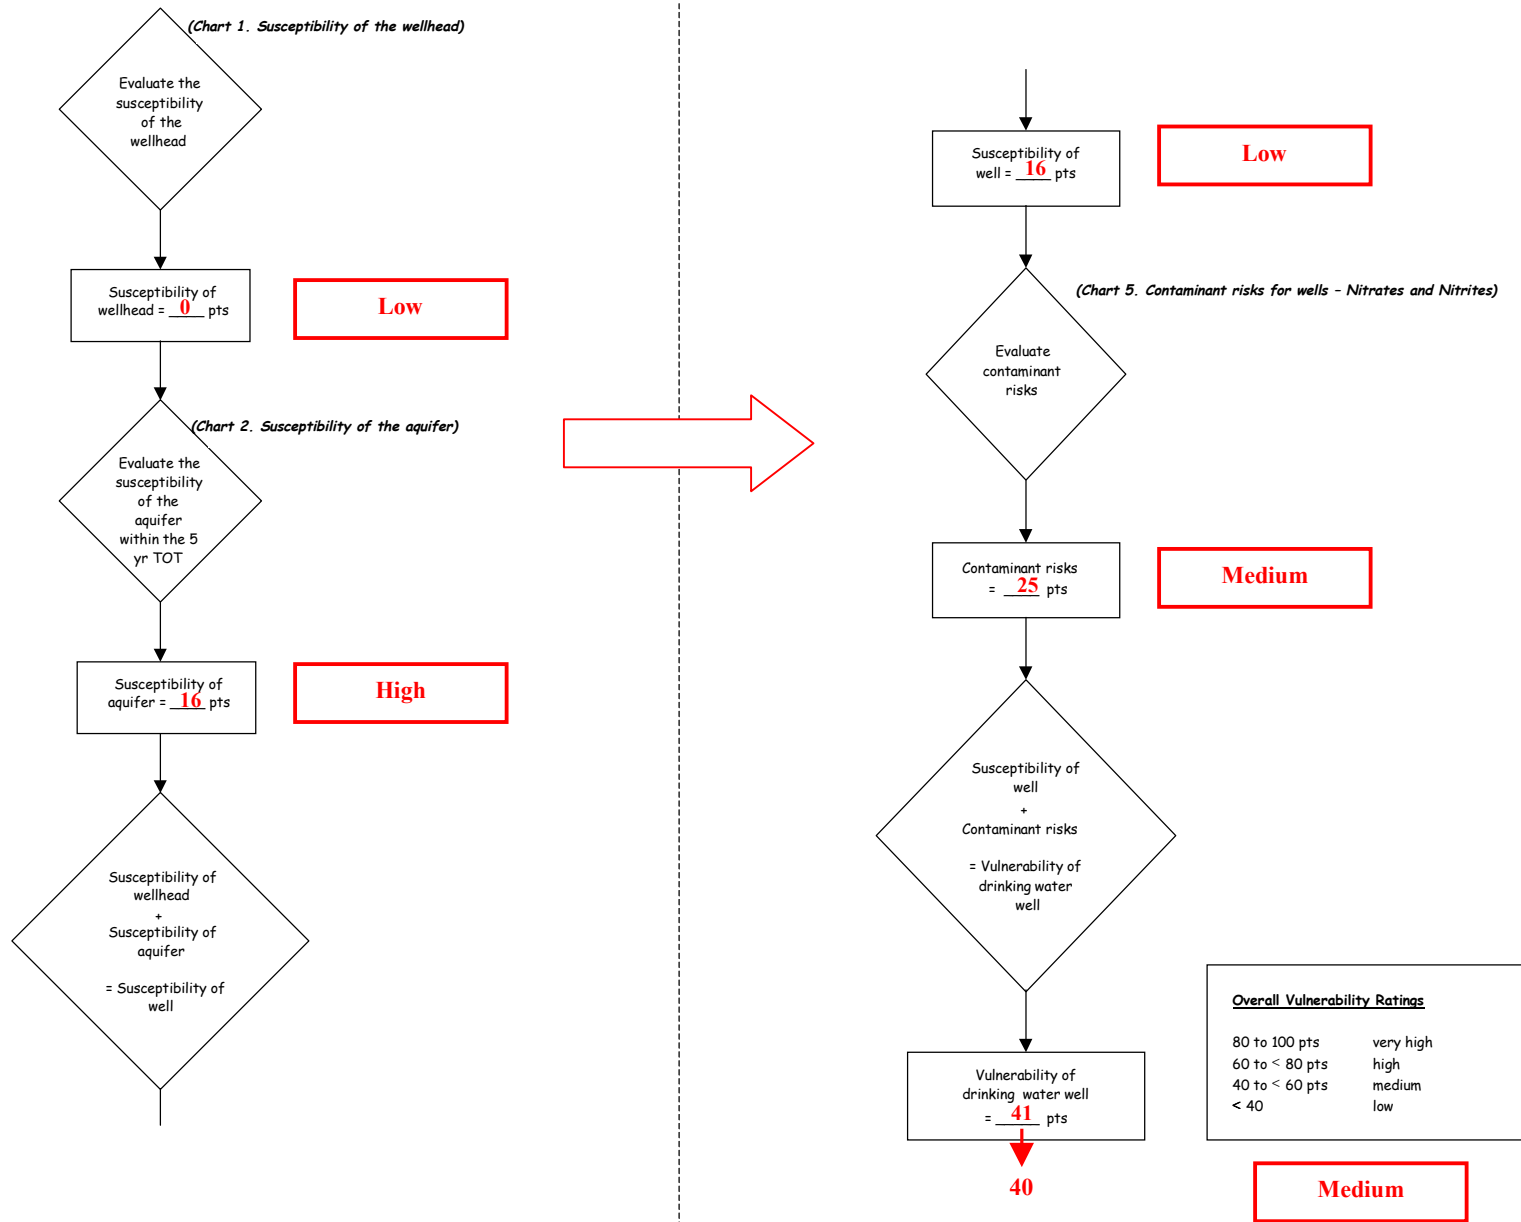 (Chart 1. Susceptibility of the wellhead)
Evaluate the
susceptibility
of the
wellhead
Susceptibility of
wellhead = 0 pts
Low
(Chart 2. Susceptibility of the aquifer)
Evaluate the
susceptibility
of the
aquifer
within the 5
yr TOT
Susceptibility of
aquifer = 16 pts
High
Susceptibility of
wellhead
+
Susceptibility of
aquifer
= Susceptibility of
well
Susceptibility of
well = 16 pts
Low
(Chart 5. Contaminant risks for wells – Nitrates and Nitrites)
Evaluate
contaminant
risks
Contaminant risks
= 25 pts
Medium
Susceptibility of
well
+
Contaminant risks
= Vulnerability of
drinking water
well
Vulnerability of
drinking water well
= 41 pts
40
Overall Vulnerability Ratings
80 to 100 pts very high
60 to < 80 pts high
40 to < 60 pts medium
< 40 low
Medium